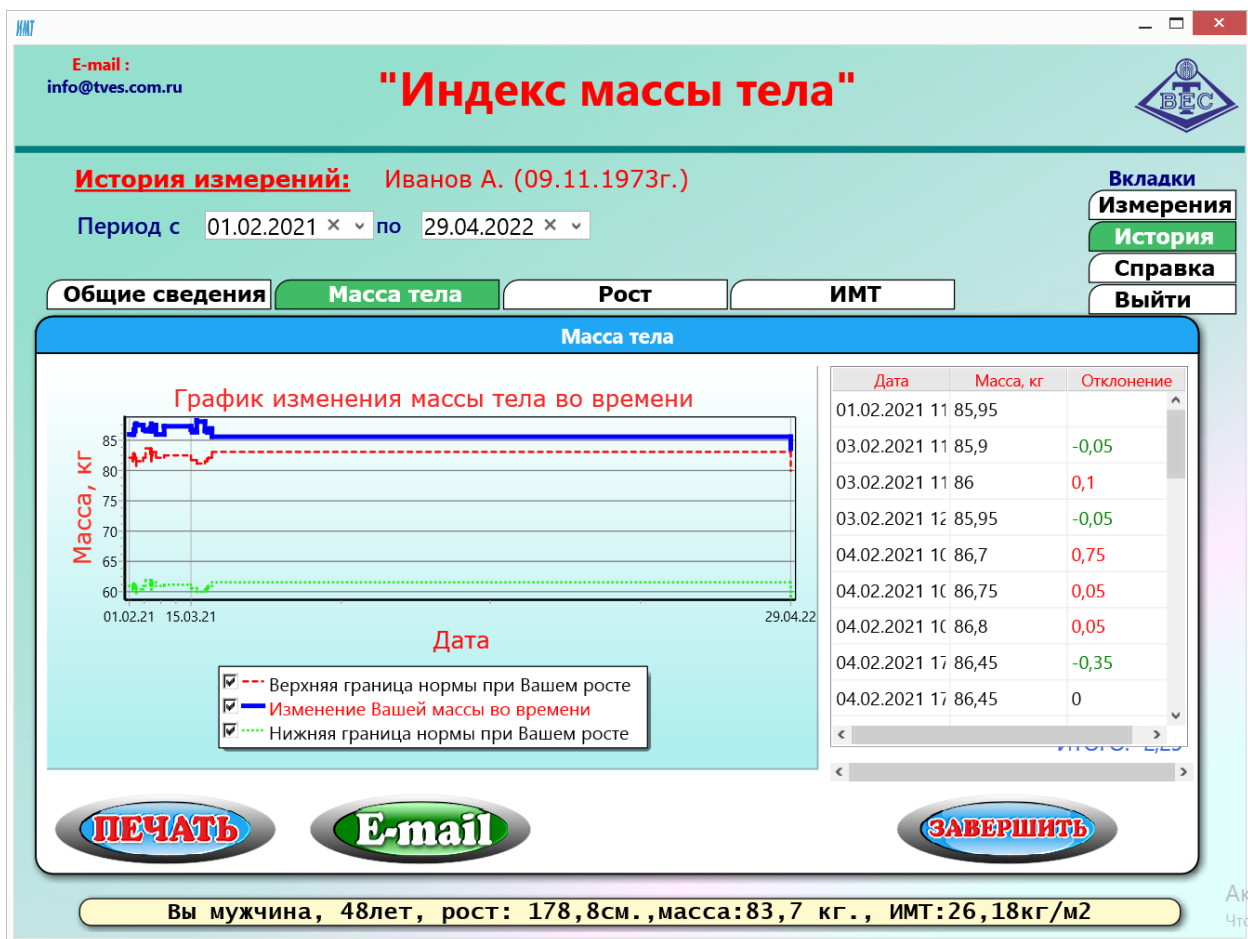 ИМТ
E-mail :
info@tves.com.ru
"Индекс массы тела"
Т
ВЕС
История измерений: Иванов А. (09.11.1973г.)
Период с 01.02.2021 по 29.04.2022
Вкладки
Измерения
История
Справка
Выйти
Общие сведения Масса тела Рост ИМТ
Масса тела
График изменения массы тела во времени
Масса, кг
85
80
75
70
65
60
01.02.21 15.03.21 29.04.22
Дата
Верхняя граница нормы при Вашем росте
Изменение Вашей массы во времени
Нижняя граница нормы при Вашем росте
Дата Масса, кг Отклонение
01.02.2021 11 85,95
03.02.2021 11 85,9 -0,05
03.02.2021 11 86 0,1
03.02.2021 12 85,95 -0,05
04.02.2021 10 86,7 0,75
04.02.2021 10 86,75 0,05
04.02.2021 10 86,8 0,05
04.02.2021 17 86,45 -0,35
04.02.2021 17 86,45 0
ПЕЧАТЬ E-mail ЗАВЕРШИТЬ
Вы мужчина, 48лет, рост: 178,8см.,масса:83,7 кг., ИМТ:26,18кг/м2